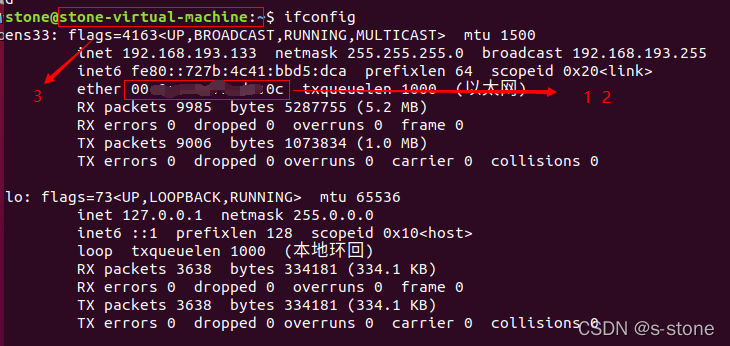 stone@stone-virtual-machine:~$ ifconfig
ens33: flags=4163<UP,BROADCAST,RUNNING,MULTICAST> mtu 1500
inet 192.168.193.133 netmask 255.255.255.0 broadcast 192.168.193.255
inet6 fe80::727b:4c41:bbd5:dca prefixlen 64 scopeid 0x20<link>
3 ether 00 0c txqueuelen 1000 (以太网) 1 2
RX packets 9985 bytes 5287755 (5.2 MB)
RX errors 0 dropped 0 overruns 0 frame 0
TX packets 9006 bytes 1073834 (1.0 MB)
TX errors 0 dropped 0 overruns 0 carrier 0 collisions 0
lo: flags=73<UP,LOOPBACK,RUNNING> mtu 65536
inet 127.0.0.1 netmask 255.0.0.0
inet6 ::1 prefixlen 128 scopeid 0x10<host>
loop txqueuelen 1000 (本地环回)
RX packets 3638 bytes 334181 (334.1 KB)
RX errors 0 dropped 0 overruns 0 frame 0
TX packets 3638 bytes 334181 (334.1 KB)
TX errors 0 dropped 0 overruns 0 carrier 0 collisions 0
CSDN @s-stone